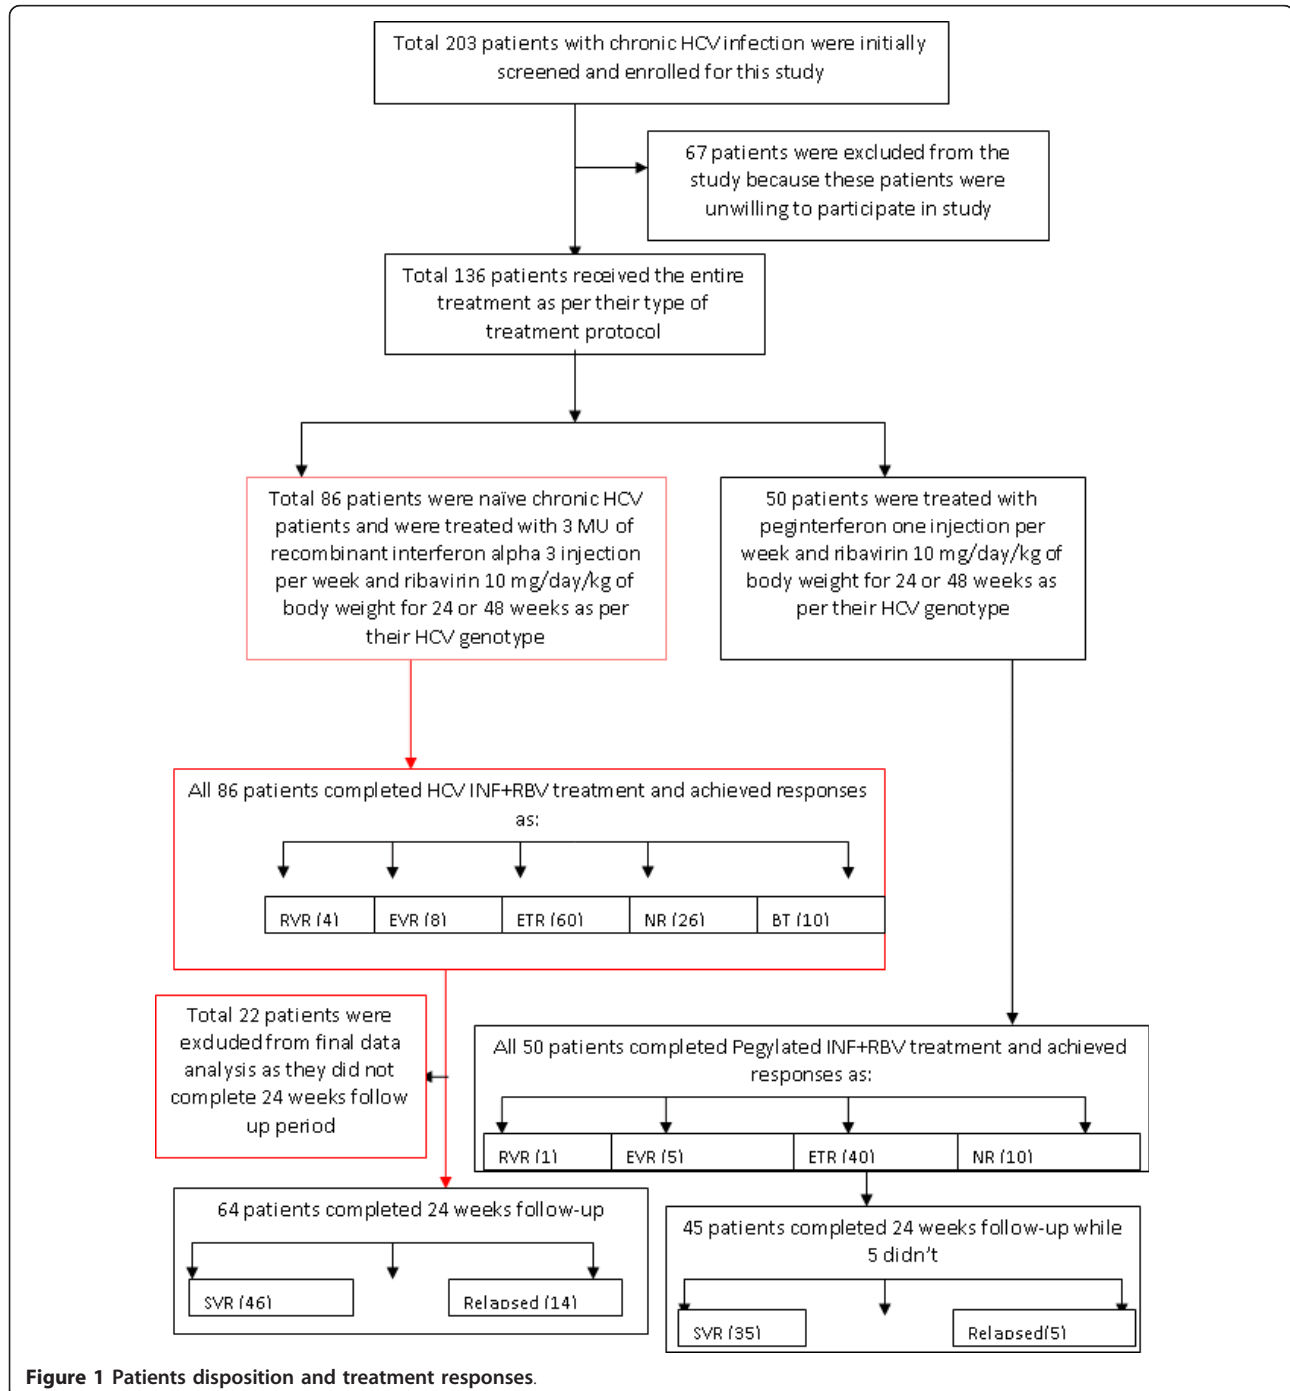 Total 203 patients with chronic HCV infection were initially
screened and enrolled for this study
67 patients were excluded from the
study because these patients were
unwilling to participate in study
Total 136 patients received the entire
treatment as per their type of
treatment protocol
Total 86 patients were naïve chronic HCV
patients and were treated with 3 MU of
recombinant interferon alpha 3 injection
per week and ribavirin 10 mg/day/kg of
body weight for 24 or 48 weeks as per
their HCV genotype
50 patients were treated with
peginterferon one injection per
week and ribavirin 10 mg/day/kg of
body weight for 24 or 48 weeks as
per their HCV genotype
All 86 patients completed HCV INF+RBV treatment and achieved responses
as:
RVR (4)
EVR (8)
ETR (60)
NR (26)
BT (10)
Total 22 patients were
excluded from final data
analysis as they did not
complete 24 weeks follow
up period
All 50 patients completed Pegylated INF+RBV treatment and achieved
responses as:
RVR (1)
EVR (5)
ETR (40)
NR (10)
64 patients completed 24 weeks follow-up
SVR (46)
Relapsed (14)
45 patients completed 24 weeks follow-up while
5 didn't
SVR (35)
Relapsed(5)
Figure 1 Patients disposition and treatment responses.